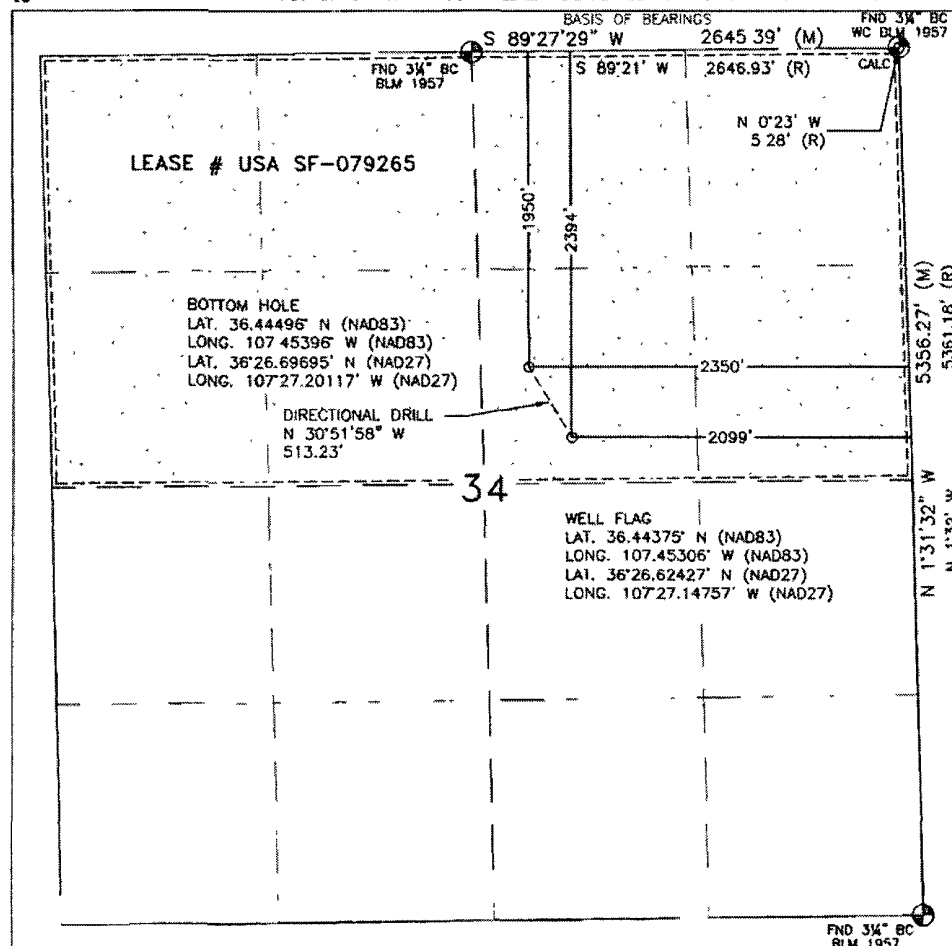 BASIS OF BEARINGS
S 89°27'29" W 2645 39' (M)
FND 3¼" BC
WC BLM 1957
FND 3¼" BC
BLM 1957
S 89°21' W 2646.93' (R)
CALC
N 0°23' W
5 28' (R)
LEASE # USA SF-079265
1950'
2394'
BOTTOM HOLE
LAT. 36.44496° N (NAD83)
LONG. 107 45396° W (NAD83)
LAT. 36°26.69695' N (NAD27)
LONG. 107°27.20117' W (NAD27)
2350'
DIRECTIONAL DRILL
N 30°51'58" W
513.23'
2099'
5356.27' (M)
5361.18' (R)
34
WELL FLAG
LAT. 36.44375° N (NAD83)
LONG. 107.45306° W (NAD83)
LAT. 36°26.62427' N (NAD27)
LONG. 107°27.14757' W (NAD27)
N 1°31'32" W
N 1°32' W
FND 3¼" BC
BLM 1957